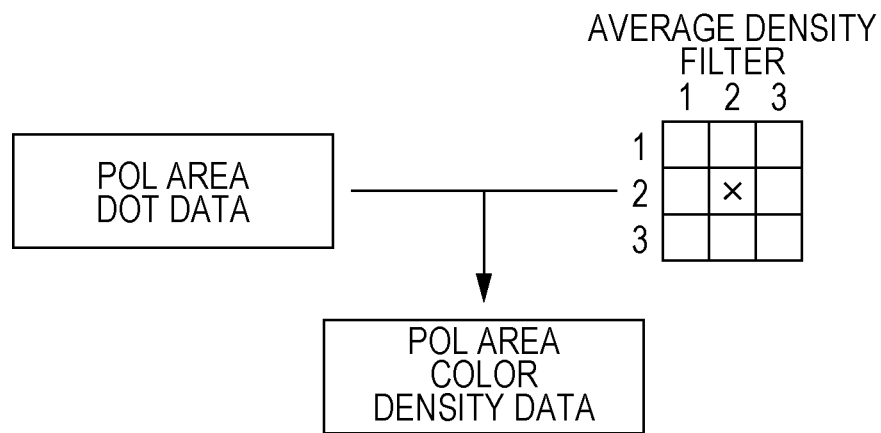 AVERAGE DENSITY
FILTER
1 2 3
1
POL AREA
DOT DATA
2 ×
3
POL AREA
COLOR
DENSITY DATA